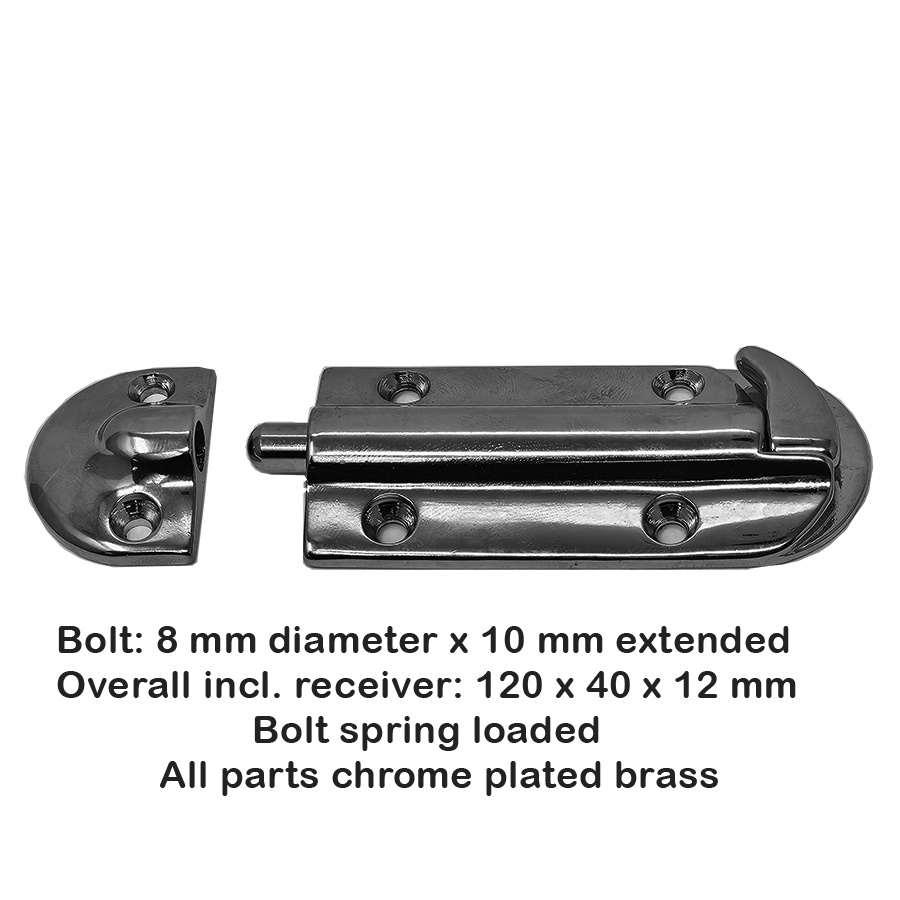 Bolt: 8 mm diameter x 10 mm extended
Overall incl. receiver: 120 x 40 x 12 mm
Bolt spring loaded
All parts chrome plated brass